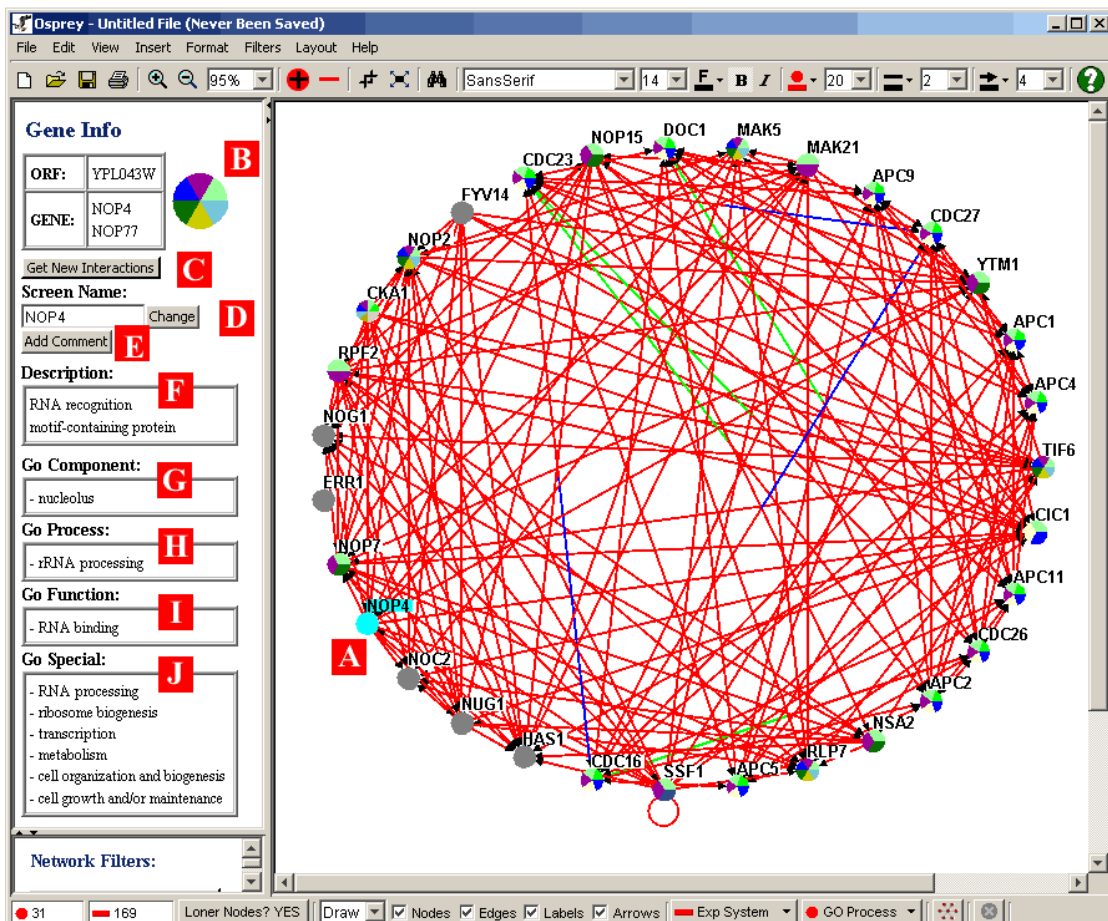 Osprey - Untitled File (Never Been Saved)
File Edit View Insert Format Filters Layout Help
95% SansSerif 14 F B I 20 2 4 ?
Gene Info
B
ORF: YPL043W
GENE: NOP4
NOP77
Get New Interactions
C
Screen Name:
NOP4 Change
D
Add Comment
E
Description:
F
RNA recognition
motif-containing protein
Go Component:
G
- nucleolus
Go Process:
H
- rRNA processing
Go Function:
I
- RNA binding
Go Special:
J
- RNA processing
- ribosome biogenesis
- transcription
- metabolism
- cell organization and biogenesis
- cell growth and/or maintenance
Network Filters:
DOC1
NOP15
MAK5
MAK21
CDC23
APC9
FYV14
CDC27
NOP2
YTM1
CKA1
APC1
RPF2
APC4
NOG1
TIF6
ERR1
CIC1
NOP7
APC11
NOP4
A
CDC26
NOC2
APC2
NUG1
NSA2
HAS1
RLP7
CDC16
SSF1
APC5
31 169 Loner Nodes? YES Draw Nodes Edges Labels Arrows Exp System GO Process